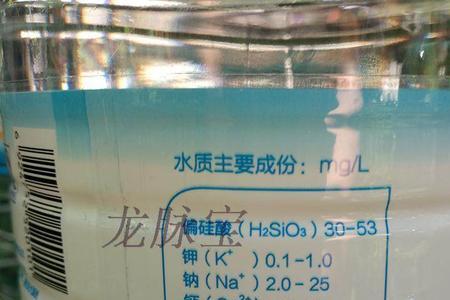 水质主要成份：mg/L
偏硅酸（H₂SiO₃）30-53
龙脉宝
钾（K⁺ ）0.1-1.0
钠（Na⁺）2.0-25